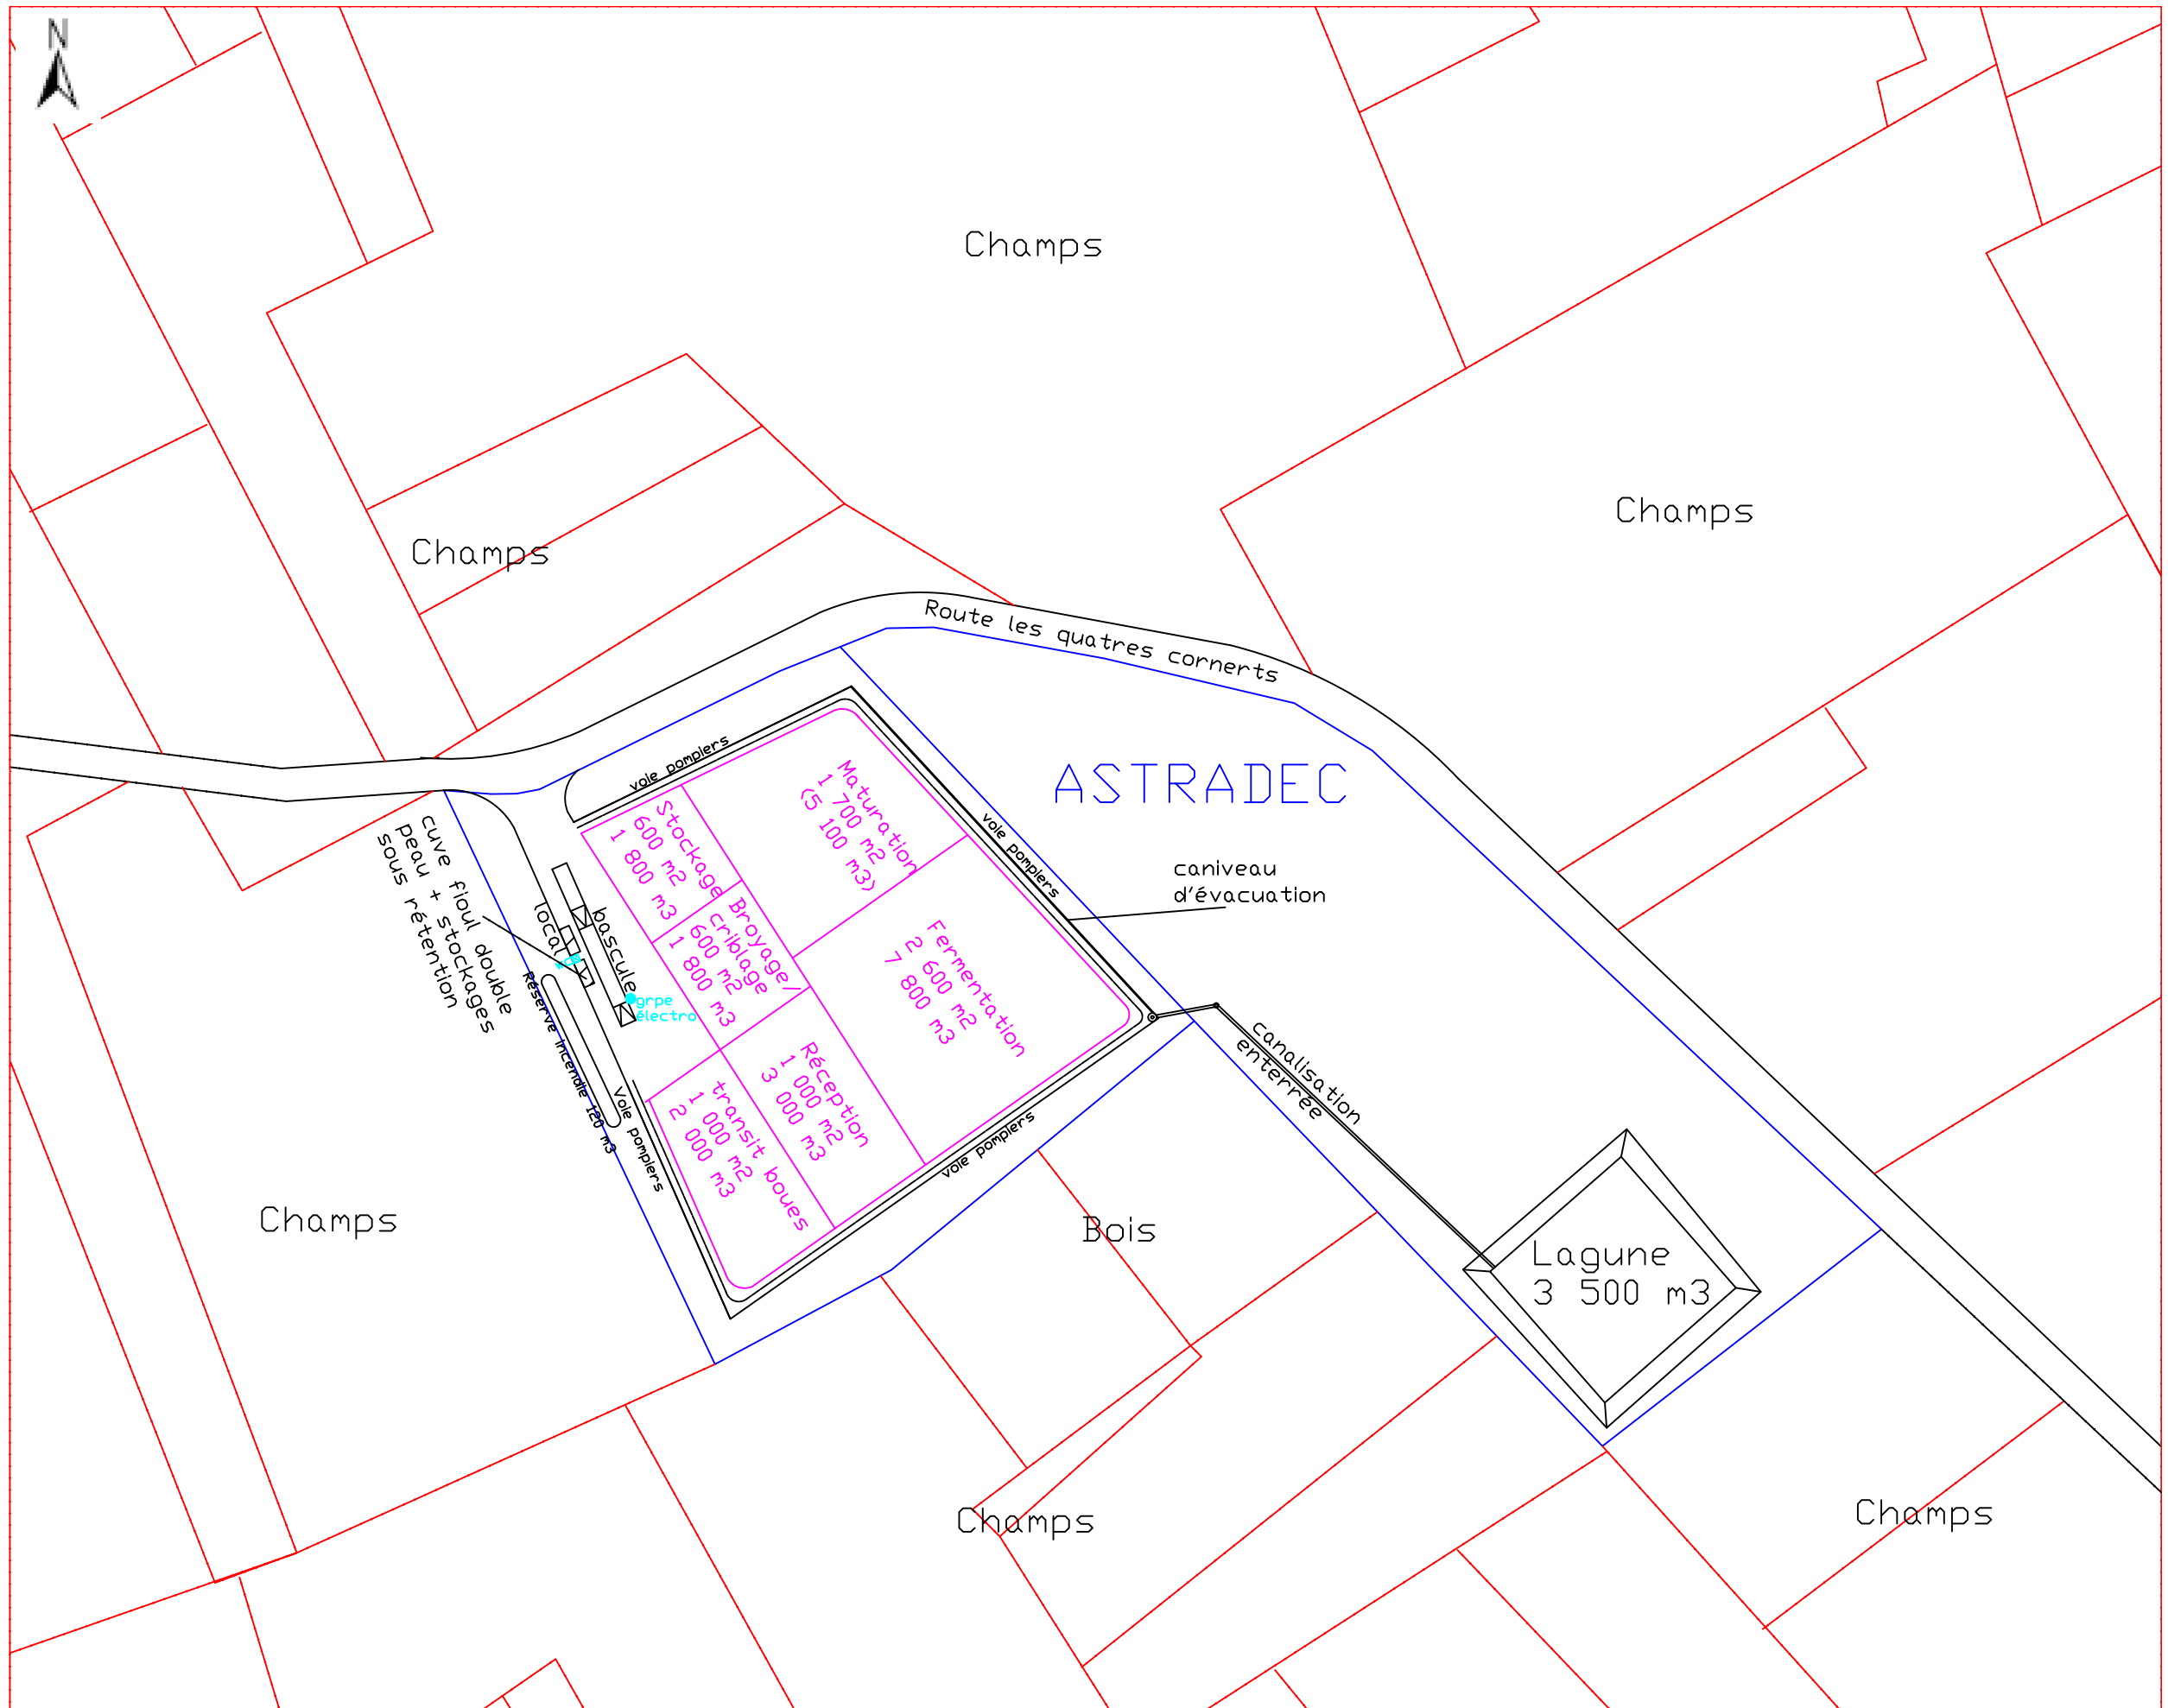 N
Champs
Champs
Champs
Route les quatres cornerts
ASTRADEC
voie pompiers
Maturation
1 700 m2
(5 100 m3)
Stockage
600 m2
1 800 m3
voie pompiers
caniveau
d'évacuation
cuve fioul double
peau + stockages
sous rétention
local
bascule
Broyage/
criblage
600 m2
1 800 m3
Fermentation
2 600 m2
7 800 m3
grpe
électro
Réserve incendie 120 m3
Voie pompiers
Réception
1 000 m2
3 000 m3
transit boues
1 000 m2
2 000 m3
voie pompiers
canalisation
enterrée
Champs
Bois
Lagune
3 500 m3
Champs
Champs